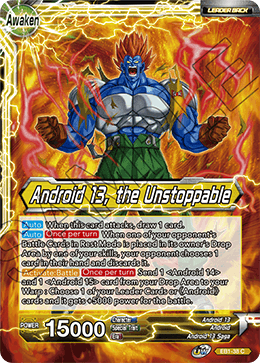 LEADER BACK
Awaken
Android 13, the Unstoppable
Auto When this card attacks, draw 1 card.
Auto Once per turn When one of your opponent's
Battle Cards in Rest Mode is placed in its owner's Drop
Area by one of your skills, your opponent chooses 1
card in their hand and discards it.
Activate Battle Once per turn Send 1 <Android 14>
and 1 <Android 15> card from your Drop Area to your
Warp: Choose 1 of your Leader Cards or ‹Android›
cards and it gets +5000 power for the battle.
Character Android 13
Special Trait Android
Era Android 13 Saga
POWER 15000
UW